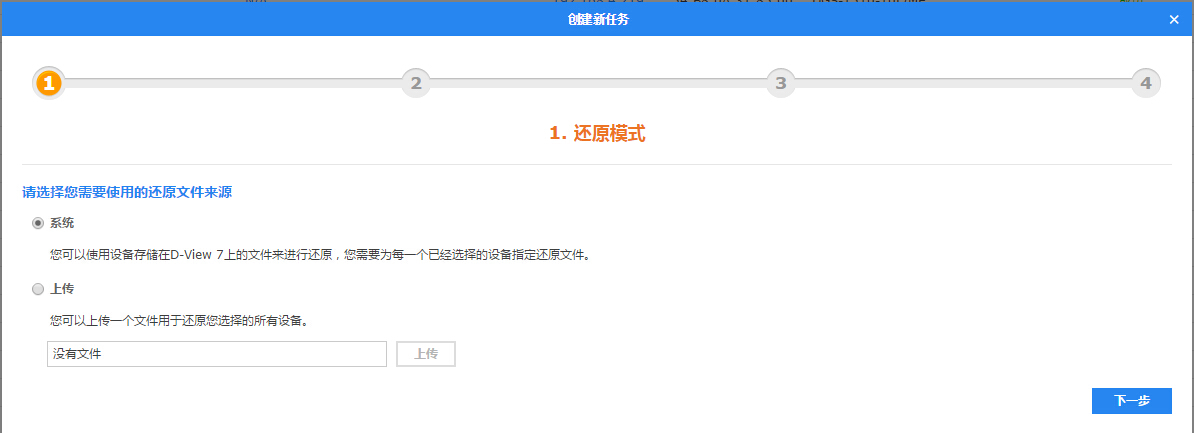 创建新任务
×
1 2 3 4
1. 还原模式
请选择您需要使用的还原文件来源
系统
您可以使用设备存储在D-View 7上的文件来进行还原，您需要为每一个已经选择的设备指定还原文件。
上传
您可以上传一个文件用于还原您选择的所有设备。
没有文件 上传
下一步